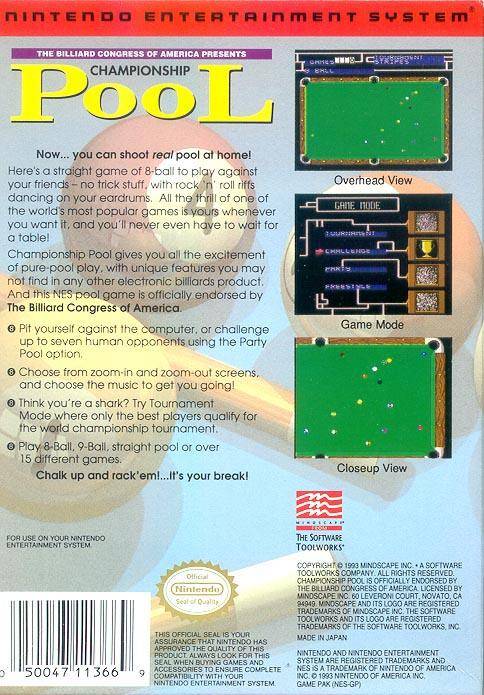 NINTENDO ENTERTAINMENT SYSTEM®
THE BILLIARD CONGRESS OF AMERICA PRESENTS
CHAMPIONSHIP
POOL
Now... you can shoot real pool at home!
Here's a straight game of 8-ball to play against
your friends – no trick stuff, with rock 'n' roll riffs
dancing on your eardrums. All the fun of one of
the world's most popular games is yours whenever
you want it, and you'll never even have to wait for
a table!
Championship Pool gives you all the excitement
of pure-pool play, with unique features you may
not find in any other electronic billiards product.
And this NES pool game is officially endorsed by
The Billiard Congress of America.
8 Pit yourself against the computer, or challenge
up to seven human opponents using the Party
Pool option.
8 Choose from zoom-in and zoom-out screens,
and choose the music to get you going!
8 Think you're a shark? Try Tournament
Mode where only the best players qualify for
the world championship tournament.
8 Play 8-Ball, 9-Ball, straight pool or over
15 different games.
Chalk up and rack'em!...It's your break!
4
GAMES
TOURNAMENT
STRIPES
8 BALL
Overhead View
GAME MODE
TOURNAMENT
CHALLENGE
PARTY
FREESTYLE
Game Mode
Closeup View
FOR USE ON YOUR NINTENDO
ENTERTAINMENT SYSTEM.
Official
Nintendo
Seal of Quality
0 50047 11366 9
THIS OFFICIAL SEAL IS YOUR
ASSURANCE THAT NINTENDO HAS
APPROVED THE QUALITY OF THIS
PRODUCT. ALWAYS LOOK FOR THIS
SEAL WHEN BUYING GAMES AND
ACCESSORIES TO ENSURE COMPLETE
COMPATIBILITY WITH YOUR
NINTENDO ENTERTAINMENT SYSTEM.
MINDSCAPE®
FROM
THE SOFTWARE
TOOLWORKS®
COPYRIGHT © 1993 MINDSCAPE INC. • A SOFTWARE
TOOLWORKS COMPANY. ALL RIGHTS RESERVED.
CHAMPIONSHIP POOL IS OFFICIALLY ENDORSED BY
THE BILLIARD CONGRESS OF AMERICA. LICENSED BY
MINDSCAPE INC. 60 LEVERONI COURT, NOVATO, CA
94949. MINDSCAPE AND ITS LOGO ARE REGISTERED
TRADEMARKS OF MINDSCAPE INC. THE SOFTWARE
TOOLWORKS AND ITS LOGO ARE REGISTERED
TRADEMARKS OF THE SOFTWARE TOOLWORKS, INC.
MADE IN JAPAN
NINTENDO AND NINTENDO ENTERTAINMENT
SYSTEM ARE REGISTERED TRADEMARKS AND
NES IS A TRADEMARK OF NINTENDO OF AMERICA
INC. © 1993 NINTENDO OF AMERICA INC.
GAME PAK (NES-GP)